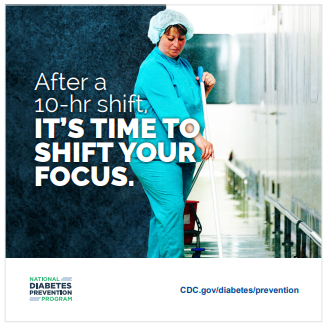 After a
10-hr shift,
IT'S TIME TO
SHIFT YOUR
FOCUS.
NATIONAL
DIABETES
PREVENTION
PROGRAM
CDC.gov/diabetes/prevention